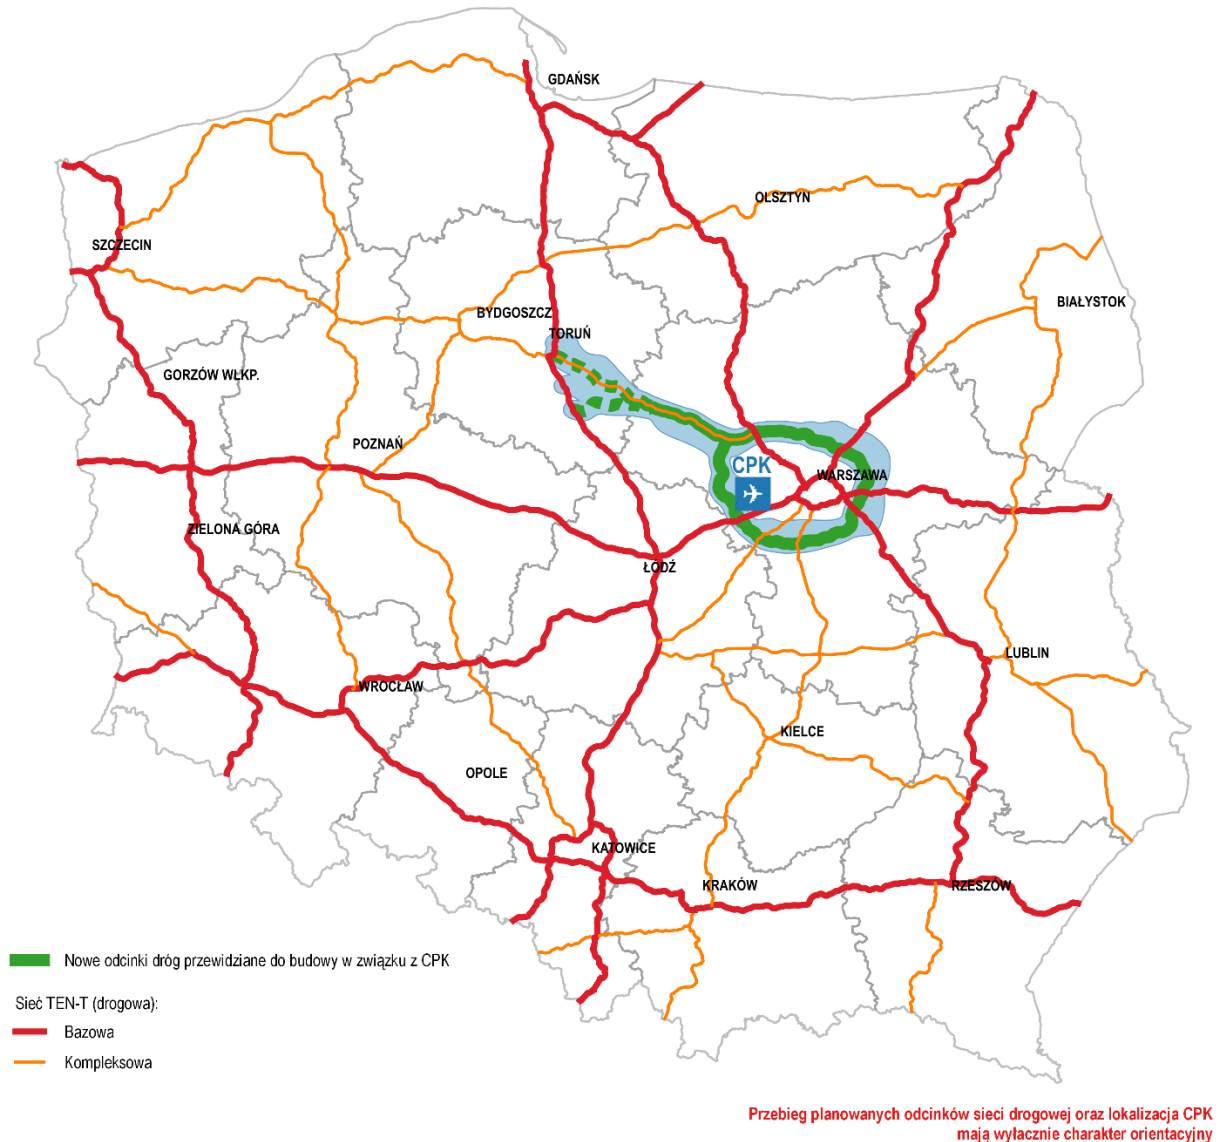 GDAŃSK
OLSZTYN
SZCZECIN
BIAŁYSTOK
BYDGOSZCZ
TORUŃ
GORZÓW WLKP.
POZNAŃ
CPK
WARSZAWA
ZIELONA GÓRA
ŁÓDŹ
LUBLIN
WROCŁAW
KIELCE
OPOLE
KATOWICE
KRAKÓW
RZESZÓW
Nowe odcinki dróg przewidziane do budowy w związku z CPK
Sieć TEN-T (drogowa):
Bazowa
Kompleksowa
Przebieg planowanych odcinków sieci drogowej oraz lokalizacja CPK
mają wyłacznie charakter orientacyjny